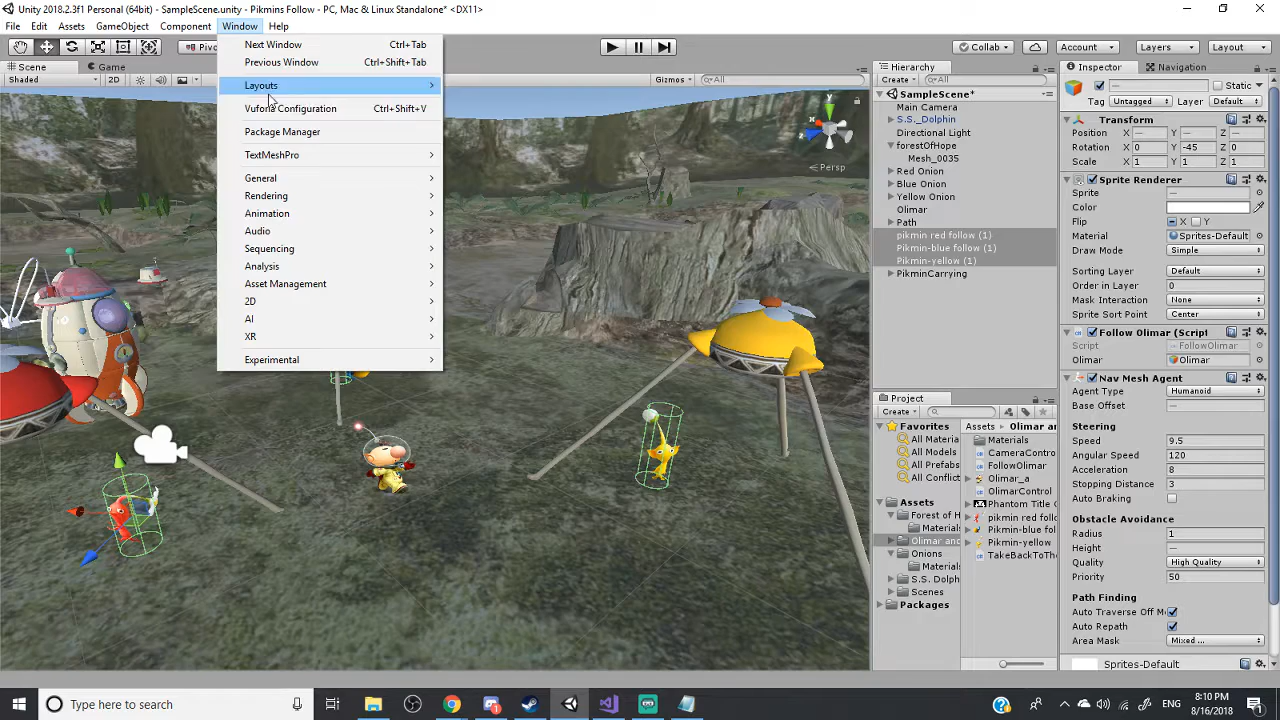 Unity 2018.2.3f1 Personal (64bit) - SampleScene.unity - Pikmins Follow - PC, Mac & Linux Standalone* <DX11>
File Edit Assets GameObject Component Window Help
Pivo Collab Account Layers Layout
Scene Game
Shaded 2D Gizmos All
Next Window Ctrl+Tab
Previous Window Ctrl+Shift+Tab
Layouts
Vuforia Configuration Ctrl+Shift+V
Package Manager
TextMeshPro
General
Rendering
Animation
Audio
Sequencing
Analysis
Asset Management
2D
AI
XR
Experimental
y
x
z
Persp
Hierarchy
Create All
SampleScene*
Main Camera
S.S._Dolphin
Directional Light
forestOfHope
Mesh_0035
Red Onion
Blue Onion
Yellow Onion
Olimar
Path
pikmin red follow (1)
Pikmin-blue follow (1)
Pikmin-yellow (1)
PikminCarrying
Project
Create
Favorites
All Materia
All Models
All Prefabs
All Conflict
Assets
Forest of H
Materials
Olimar and
Onions
Materials
S.S. Dolph
Scenes
Packages
Assets Olimar ar
Materials
CameraContro
FollowOlimar
Olimar_a
OlimarControl
Phantom Title C
pikmin red follo
Pikmin-blue fol
Pikmin-yellow
TakeBackToThe
Inspector Navigation
Static
Tag Untagged Layer Default
Transform
Position X — Y — Z 0
Rotation X 0 Y -45 Z 0
Scale X 1 Y 1 Z 1
Sprite Renderer
Sprite —
Color
Flip X Y
Material Sprites-Default
Draw Mode Simple
Sorting Layer Default
Order in Layer 0
Mask Interaction None
Sprite Sort Point Center
Follow Olimar (Script
Script FollowOlimar
Olimar Olimar
Nav Mesh Agent
Agent Type Humanoid
Base Offset —
Steering
Speed 9.5
Angular Speed 120
Acceleration 8
Stopping Distance 3
Auto Braking
Obstacle Avoidance
Radius 1
Height —
Quality High Quality
Priority 50
Path Finding
Auto Traverse Off M
Auto Repath
Area Mask Mixed ...
Sprites-Default
Type here to search
ENG
8:10 PM
8/16/2018